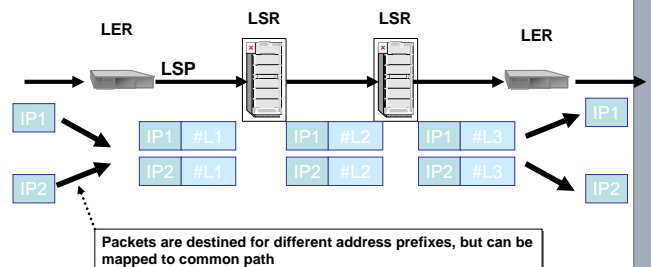 LER
LSR
LSR
LER
LSP
IP1
IP1 #L1
IP1 #L2
IP1 #L3
IP1
IP2
IP2 #L1
IP2 #L2
IP2 #L3
IP2
Packets are destined for different address prefixes, but can be
mapped to common path